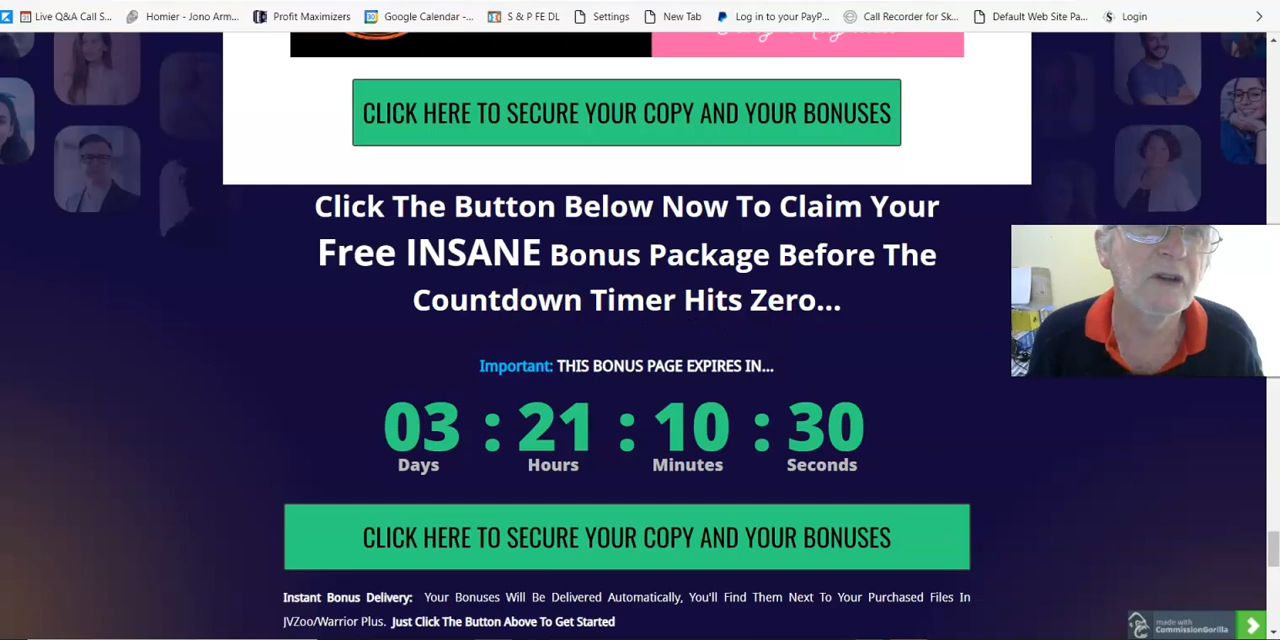 Live Q&A Call S... Homier - Jono Arm... Profit Maximizers Google Calendar -... S & P FE DL Settings New Tab Log in to your PayP... Call Recorder for Sk... Default Web Site Pa... Login
CLICK HERE TO SECURE YOUR COPY AND YOUR BONUSES
Click The Button Below Now To Claim Your
Free INSANE Bonus Package Before The
Countdown Timer Hits Zero...
Important: THIS BONUS PAGE EXPIRES IN...
03 : 21 : 10 : 30
Days Hours Minutes Seconds
CLICK HERE TO SECURE YOUR COPY AND YOUR BONUSES
Instant Bonus Delivery: Your Bonuses Will Be Delivered Automatically, You'll Find Them Next To Your Purchased Files In
JVZoo/Warrior Plus. Just Click The Button Above To Get Started
made with
CommissionGorilla